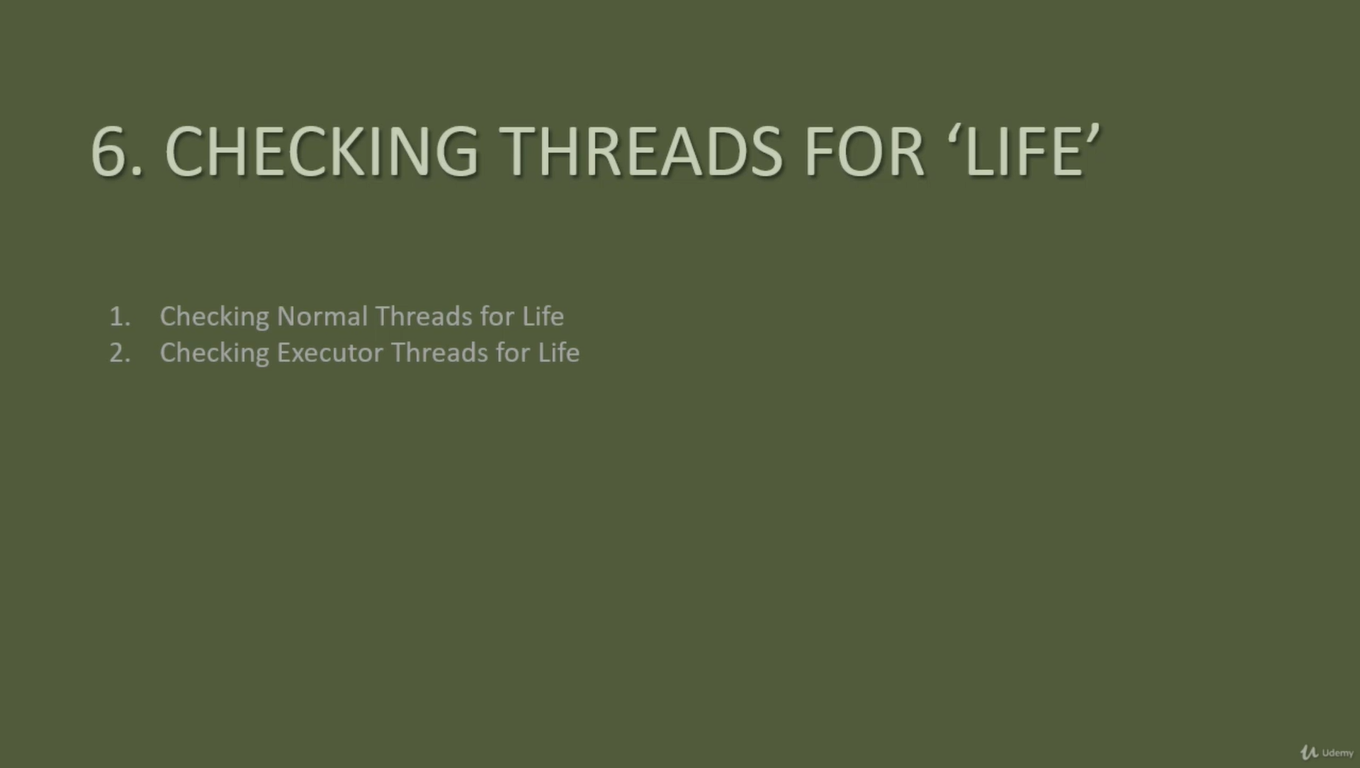 6. CHECKING THREADS FOR ‘LIFE’
1. Checking Normal Threads for Life
2. Checking Executor Threads for Life
Udemy